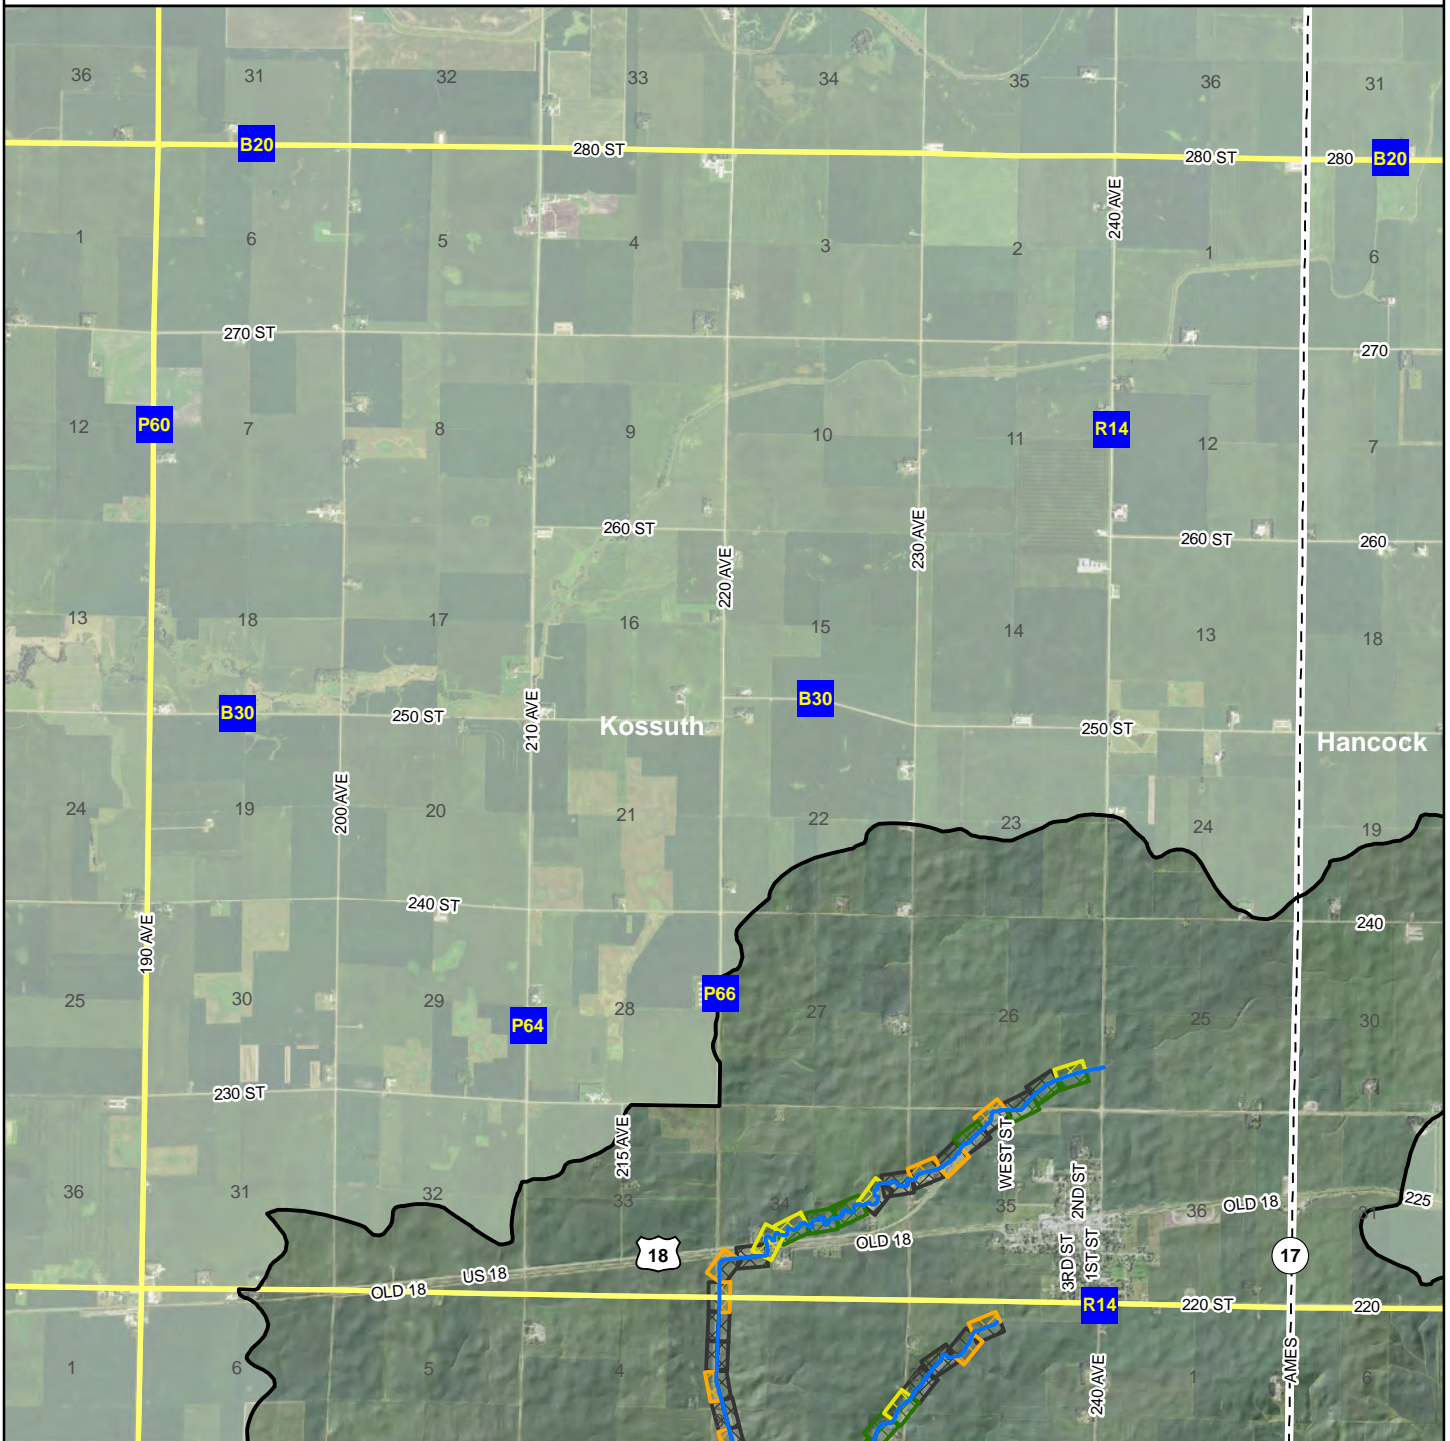 36 31 32 33 34 35 36 31
B20 280 ST 280 ST 280 B20
240 AVE
1 6 5 4 3 2 1 6
270 ST 270
P60 R14
12 7 8 9 10 11 12 7
260 ST 230 AVE 260 ST 260
220 AVE
13 18 17 16 15 14 13 18
B30 250 ST 210 AVE B30 250 ST
Kossuth Hancock
200 AVE
24 19 20 21 22 23 24 19
240 ST 240
190 AVE
25 30 29 28 27 26 25 30
P64 P66
230 ST
215 AVE WEST ST
36 31 32 33 34 35 2ND ST 36 OLD 18 31 225
OLD 18
18 3RD ST 1ST ST 17
OLD 18 US 18
R14 220 ST 220
1 6 5 4 1 6
240 AVE AMES